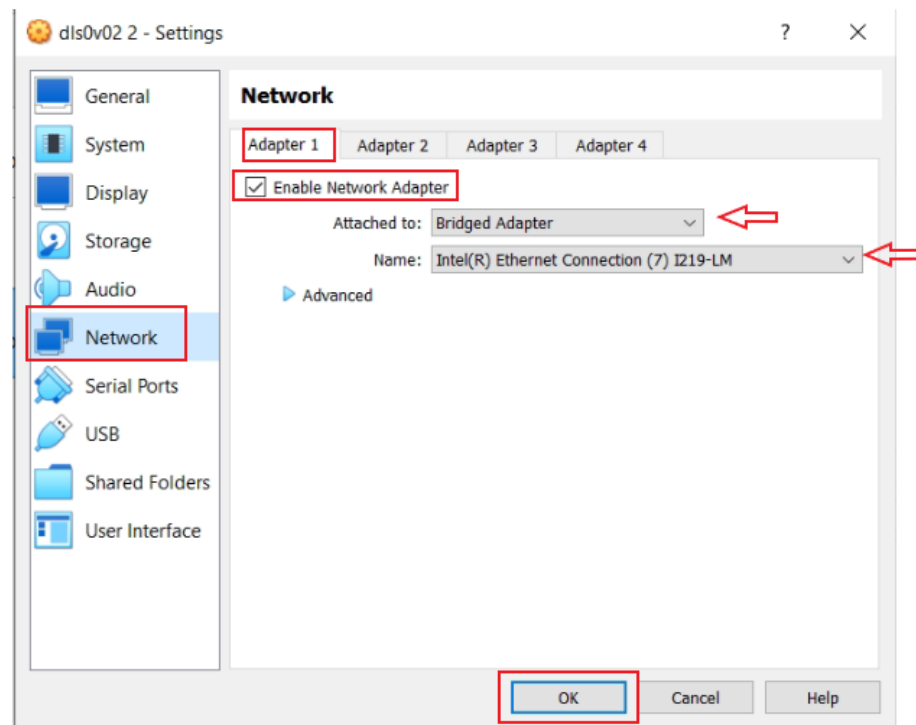 dls0v02 2 - Settings
?
General
System
Display
Storage
Audio
Network
Serial Ports
USB
Shared Folders
User Interface
Network
Adapter 1
Adapter 2
Adapter 3
Adapter 4
Enable Network Adapter
Attached to: Bridged Adapter
Name: Intel(R) Ethernet Connection (7) I219-LM
Advanced
OK
Cancel
Help